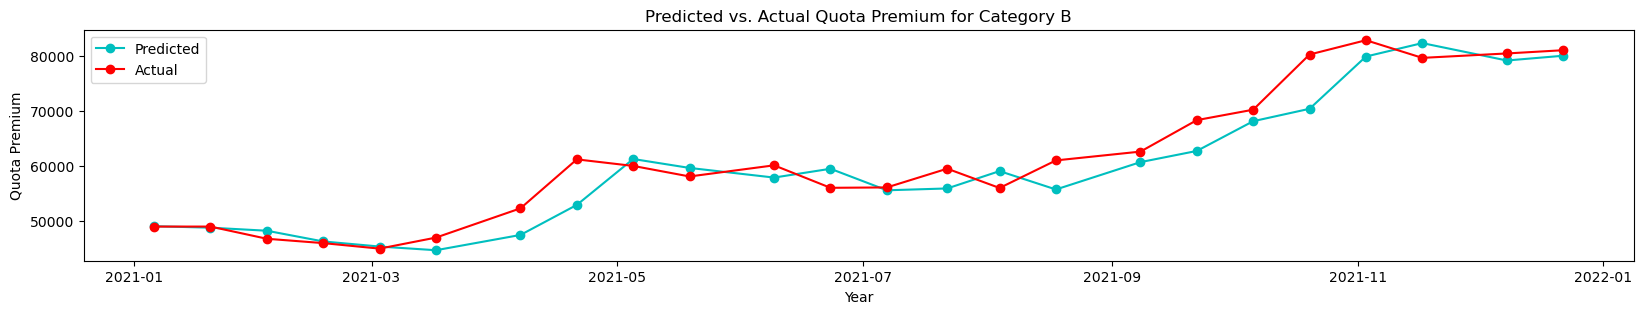 Predicted vs. Actual Quota Premium for Category B
Predicted
Actual
80000
70000
60000
50000
Quota Premium
2021-01
2021-03
2021-05
2021-07
2021-09
2021-11
2022-01
Year